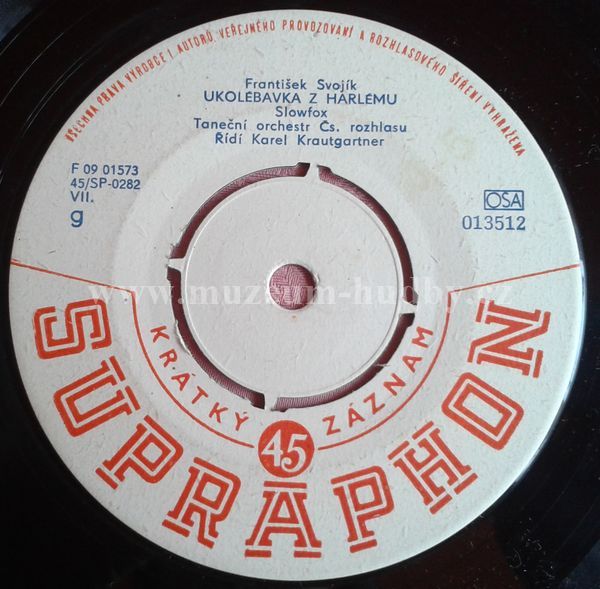 VŠECHNA PRÁVA VÝROBCE I AUTORŮ, VEŘEJNÉHO PROVOZOVÁNÍ A ROZHLASOVÉHO ŠÍŘENÍ VYHRAŽENA
František Svojík
UKOLÉBAVKA Z HARLEMU
Slowfox
Taneční orchestr Čs. rozhlasu
Řídí Karel Krautgartner
F 09 01573
45/SP-0282
VII.
g
OSA
013512
www.muzeum-hudby.cz
KRÁTKÝ ZÁZNAM
45
SUPRAPHON